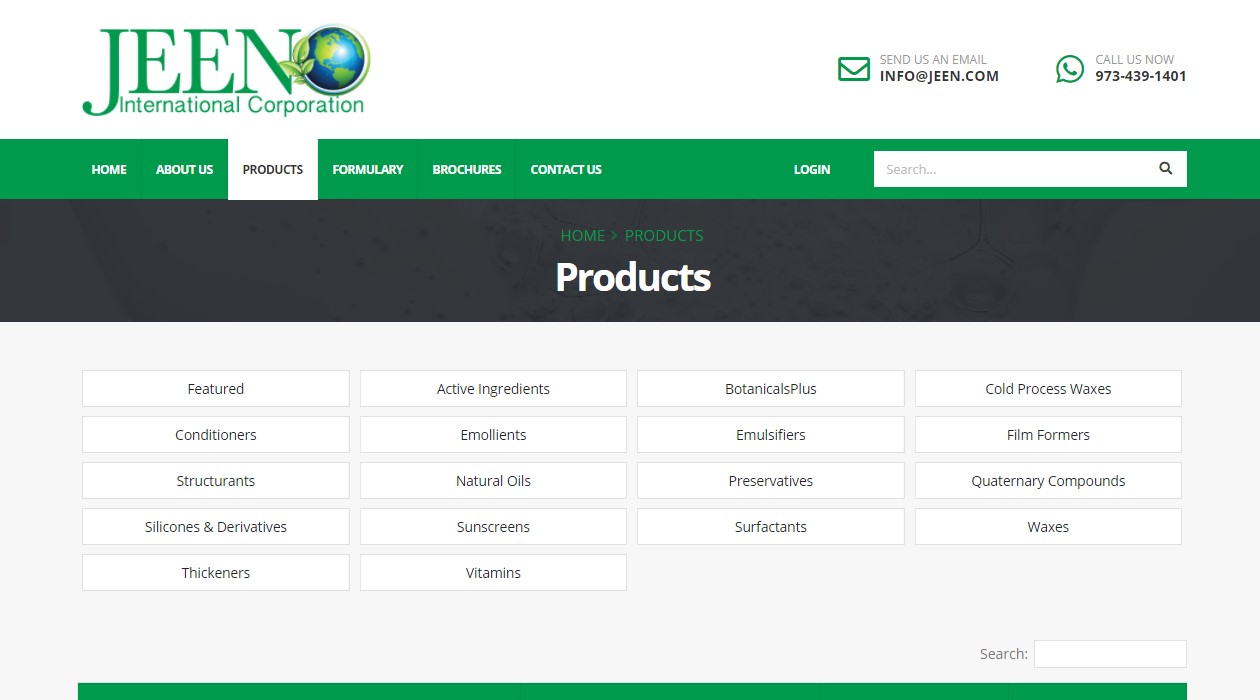 JEEN
International Corporation
SEND US AN EMAIL
INFO@JEEN.COM
CALL US NOW
973-439-1401
HOME
ABOUT US
PRODUCTS
FORMULARY
BROCHURES
CONTACT US
LOGIN
Search...
HOME > PRODUCTS
Products
Featured
Active Ingredients
BotanicalsPlus
Cold Process Waxes
Conditioners
Emollients
Emulsifiers
Film Formers
Structurants
Natural Oils
Preservatives
Quaternary Compounds
Silicones & Derivatives
Sunscreens
Surfactants
Waxes
Thickeners
Vitamins
Search: